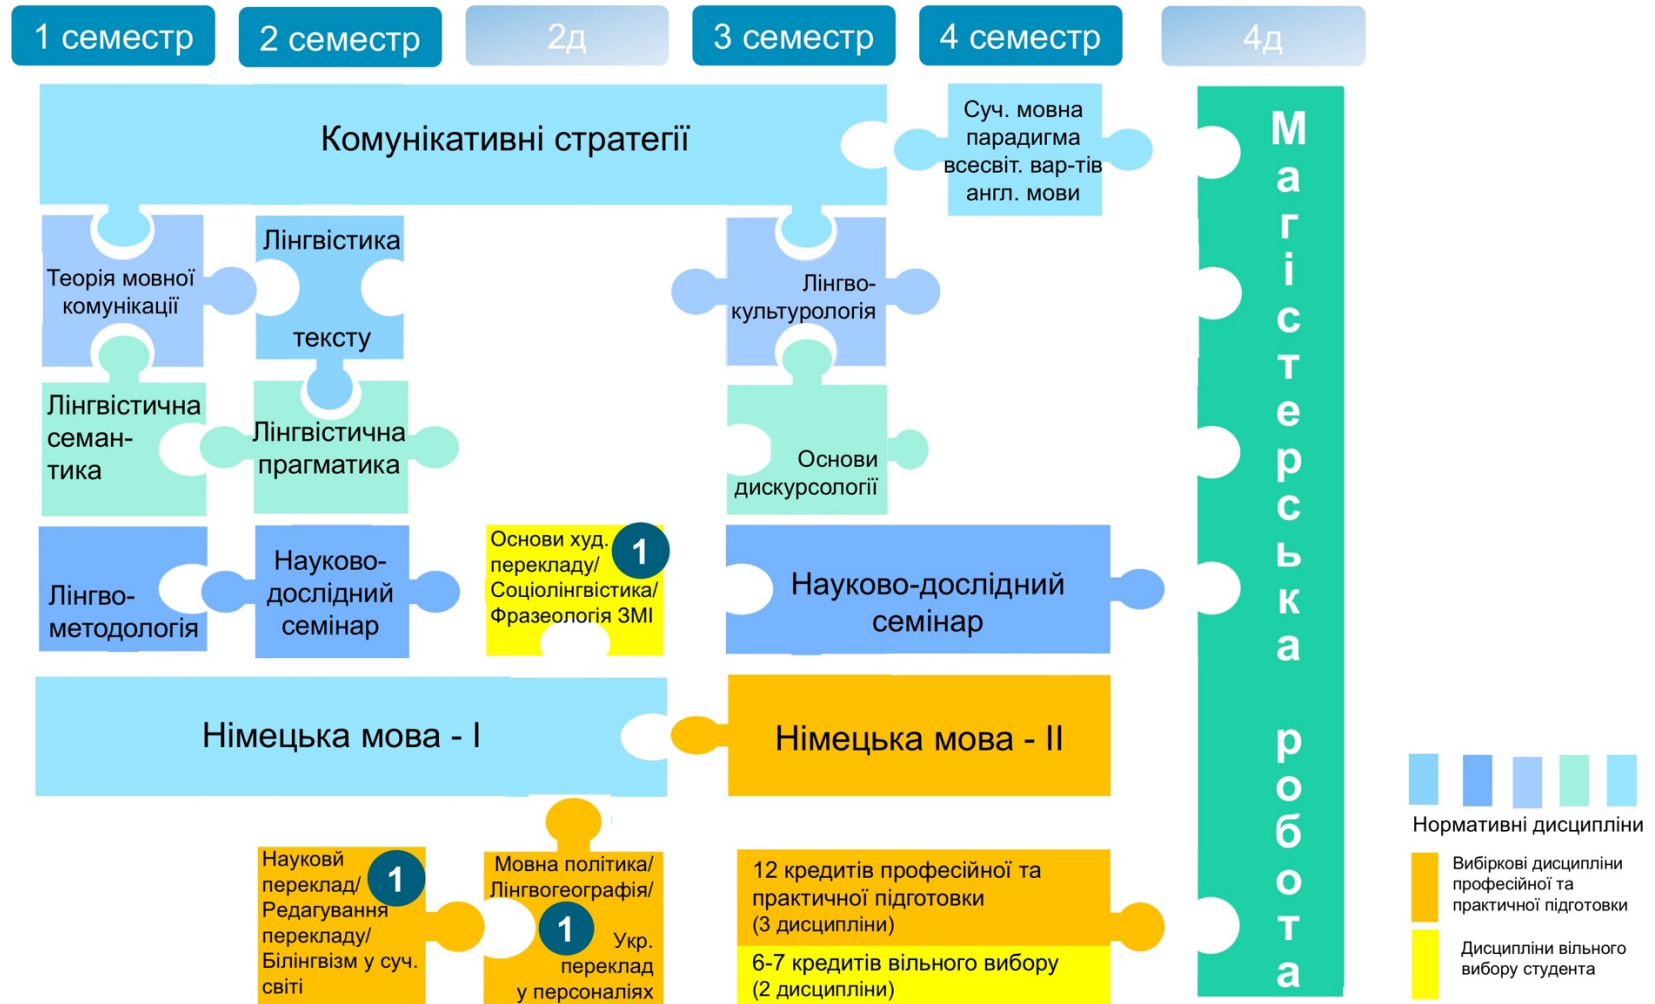 1 семестр
2 семестр
2д
3 семестр
4 семестр
4д
Комунікативні стратегії
Суч. мовна
парадигма
всесвіт. вар-тів
англ. мови
Теорія мовної
комунікації
Лінгвістика
тексту
Лінгво-
культурологія
Лінгвістична
семан-
тика
Лінгвістична
прагматика
Основи
дискурсології
Лінгво-
методологія
Науково-
дослідний
семінар
Основи худ.
перекладу/
Соціолінгвістика/
Фразеологія ЗМІ
1
Науково-дослідний
семінар
Німецька мова - І
Німецька мова - ІІ
Науковй
переклад/
Редагування
перекладу/
Білінгвізм у суч.
світі
1
Мовна політика/
Лінгвогеографія/
1
Укр.
переклад
у персоналіях
12 кредитів професійної та
практичної підготовки
(3 дисципліни)
6-7 кредитів вільного вибору
(2 дисципліни)
Магістерська робота
Нормативні дисципліни
Вибіркові дисципліни
професійної та
практичної підготовки
Дисципліни вільного
вибору студента